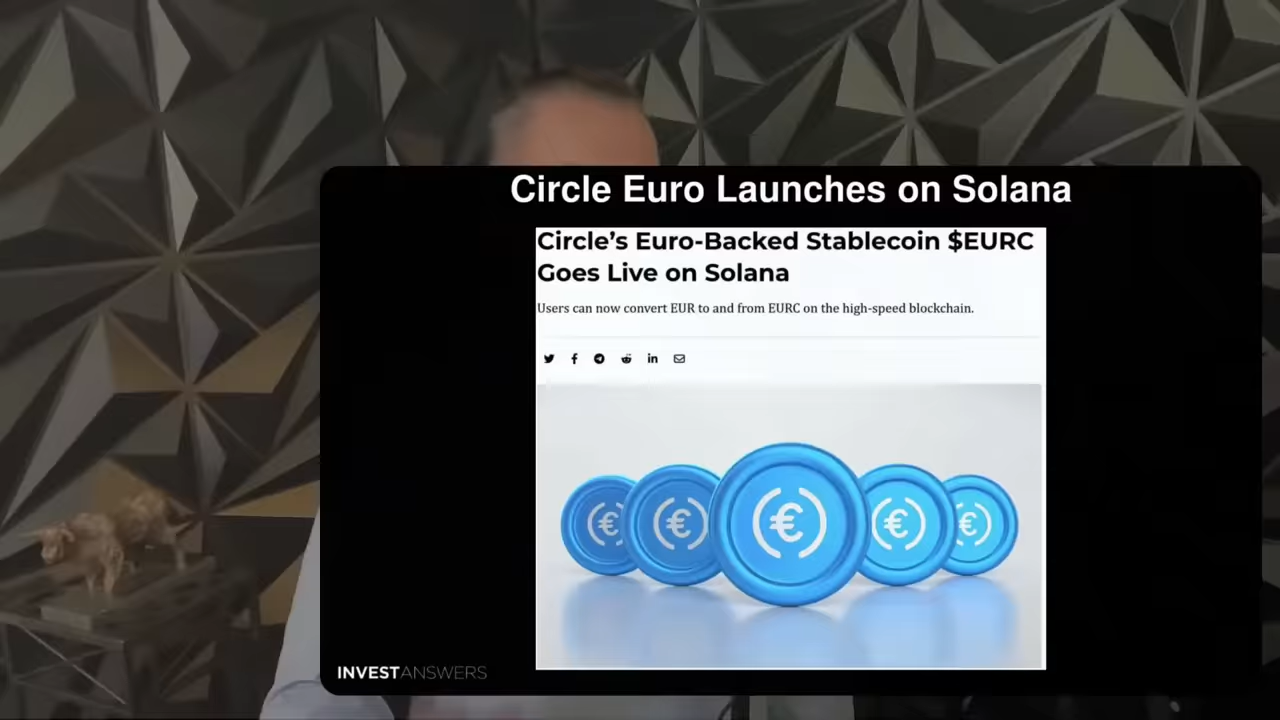 Circle Euro Launches on Solana
Circle’s Euro-Backed Stablecoin $EURC
Goes Live on Solana
Users can now convert EUR to and from EURC on the high-speed blockchain.
INVESTANSWERS